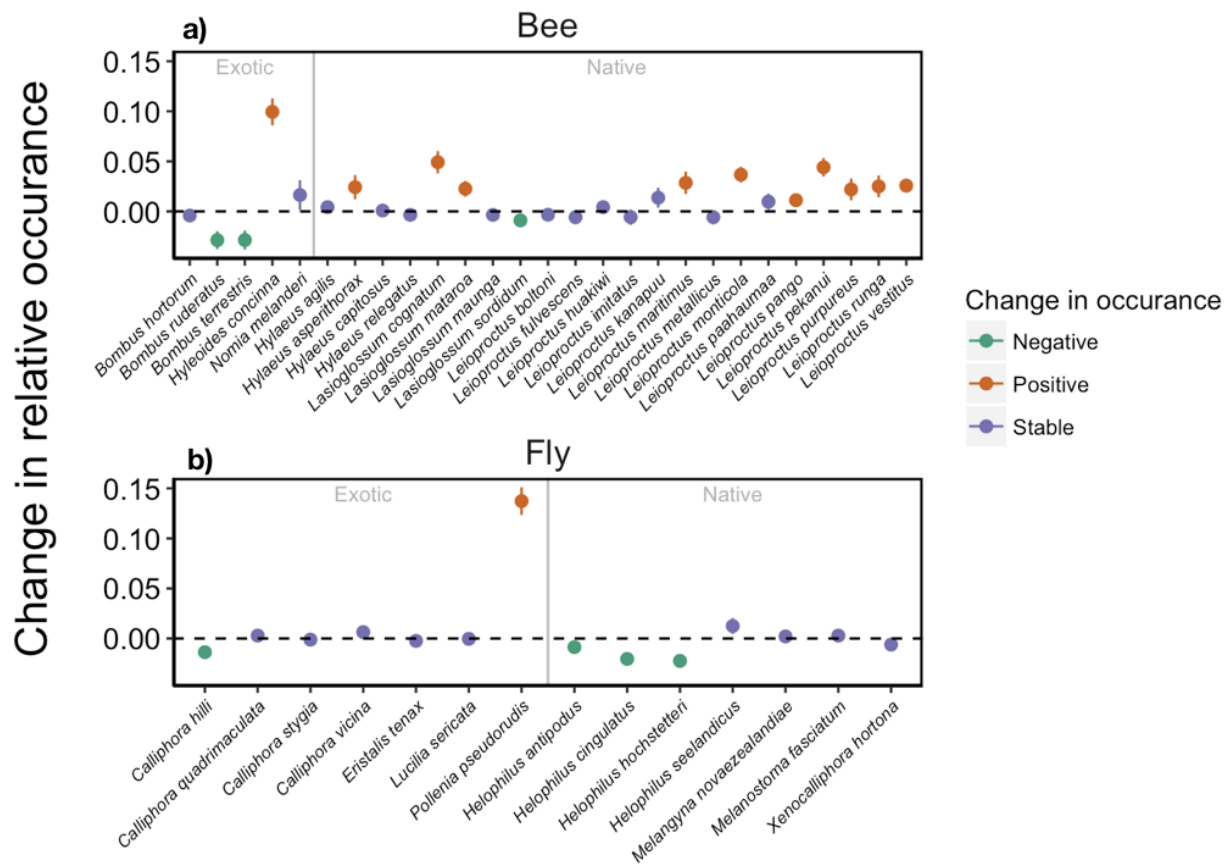 a)
Bee
Exotic
Native
0.15
0.10
0.05
0.00
Bombus hortorum
Bombus ruderatus
Bombus terrestris
Hyleoides concinna
Nomia melanderi
Hylaeus agilis
Hylaeus asperithorax
Hylaeus capitosus
Hylaeus relegatus
Lasioglossum cognatum
Lasioglossum mataroa
Lasioglossum maunga
Lasioglossum sordidum
Leioproctus boltoni
Leioproctus fulvescens
Leioproctus huakiwi
Leioproctus imitatus
Leioproctus kanapuu
Leioproctus maritimus
Leioproctus metallicus
Leioproctus monticola
Leioproctus paahaumaa
Leioproctus pango
Leioproctus pekanui
Leioproctus purpureus
Leioproctus runga
Leioproctus vestitus
Change in relative occurance
Change in occurance
Negative
Positive
Stable
b)
Fly
Exotic
Native
0.15
0.10
0.05
0.00
Calliphora hilli
Calliphora quadrimaculata
Calliphora stygia
Calliphora vicina
Eristalis tenax
Lucilia sericata
Pollenia pseudorudis
Helophilus antipodus
Helophilus cingulatus
Helophilus hochstetteri
Helophilus seelandicus
Melangyna novaezealandiae
Melanostoma fasciatum
Xenocalliphora hortona